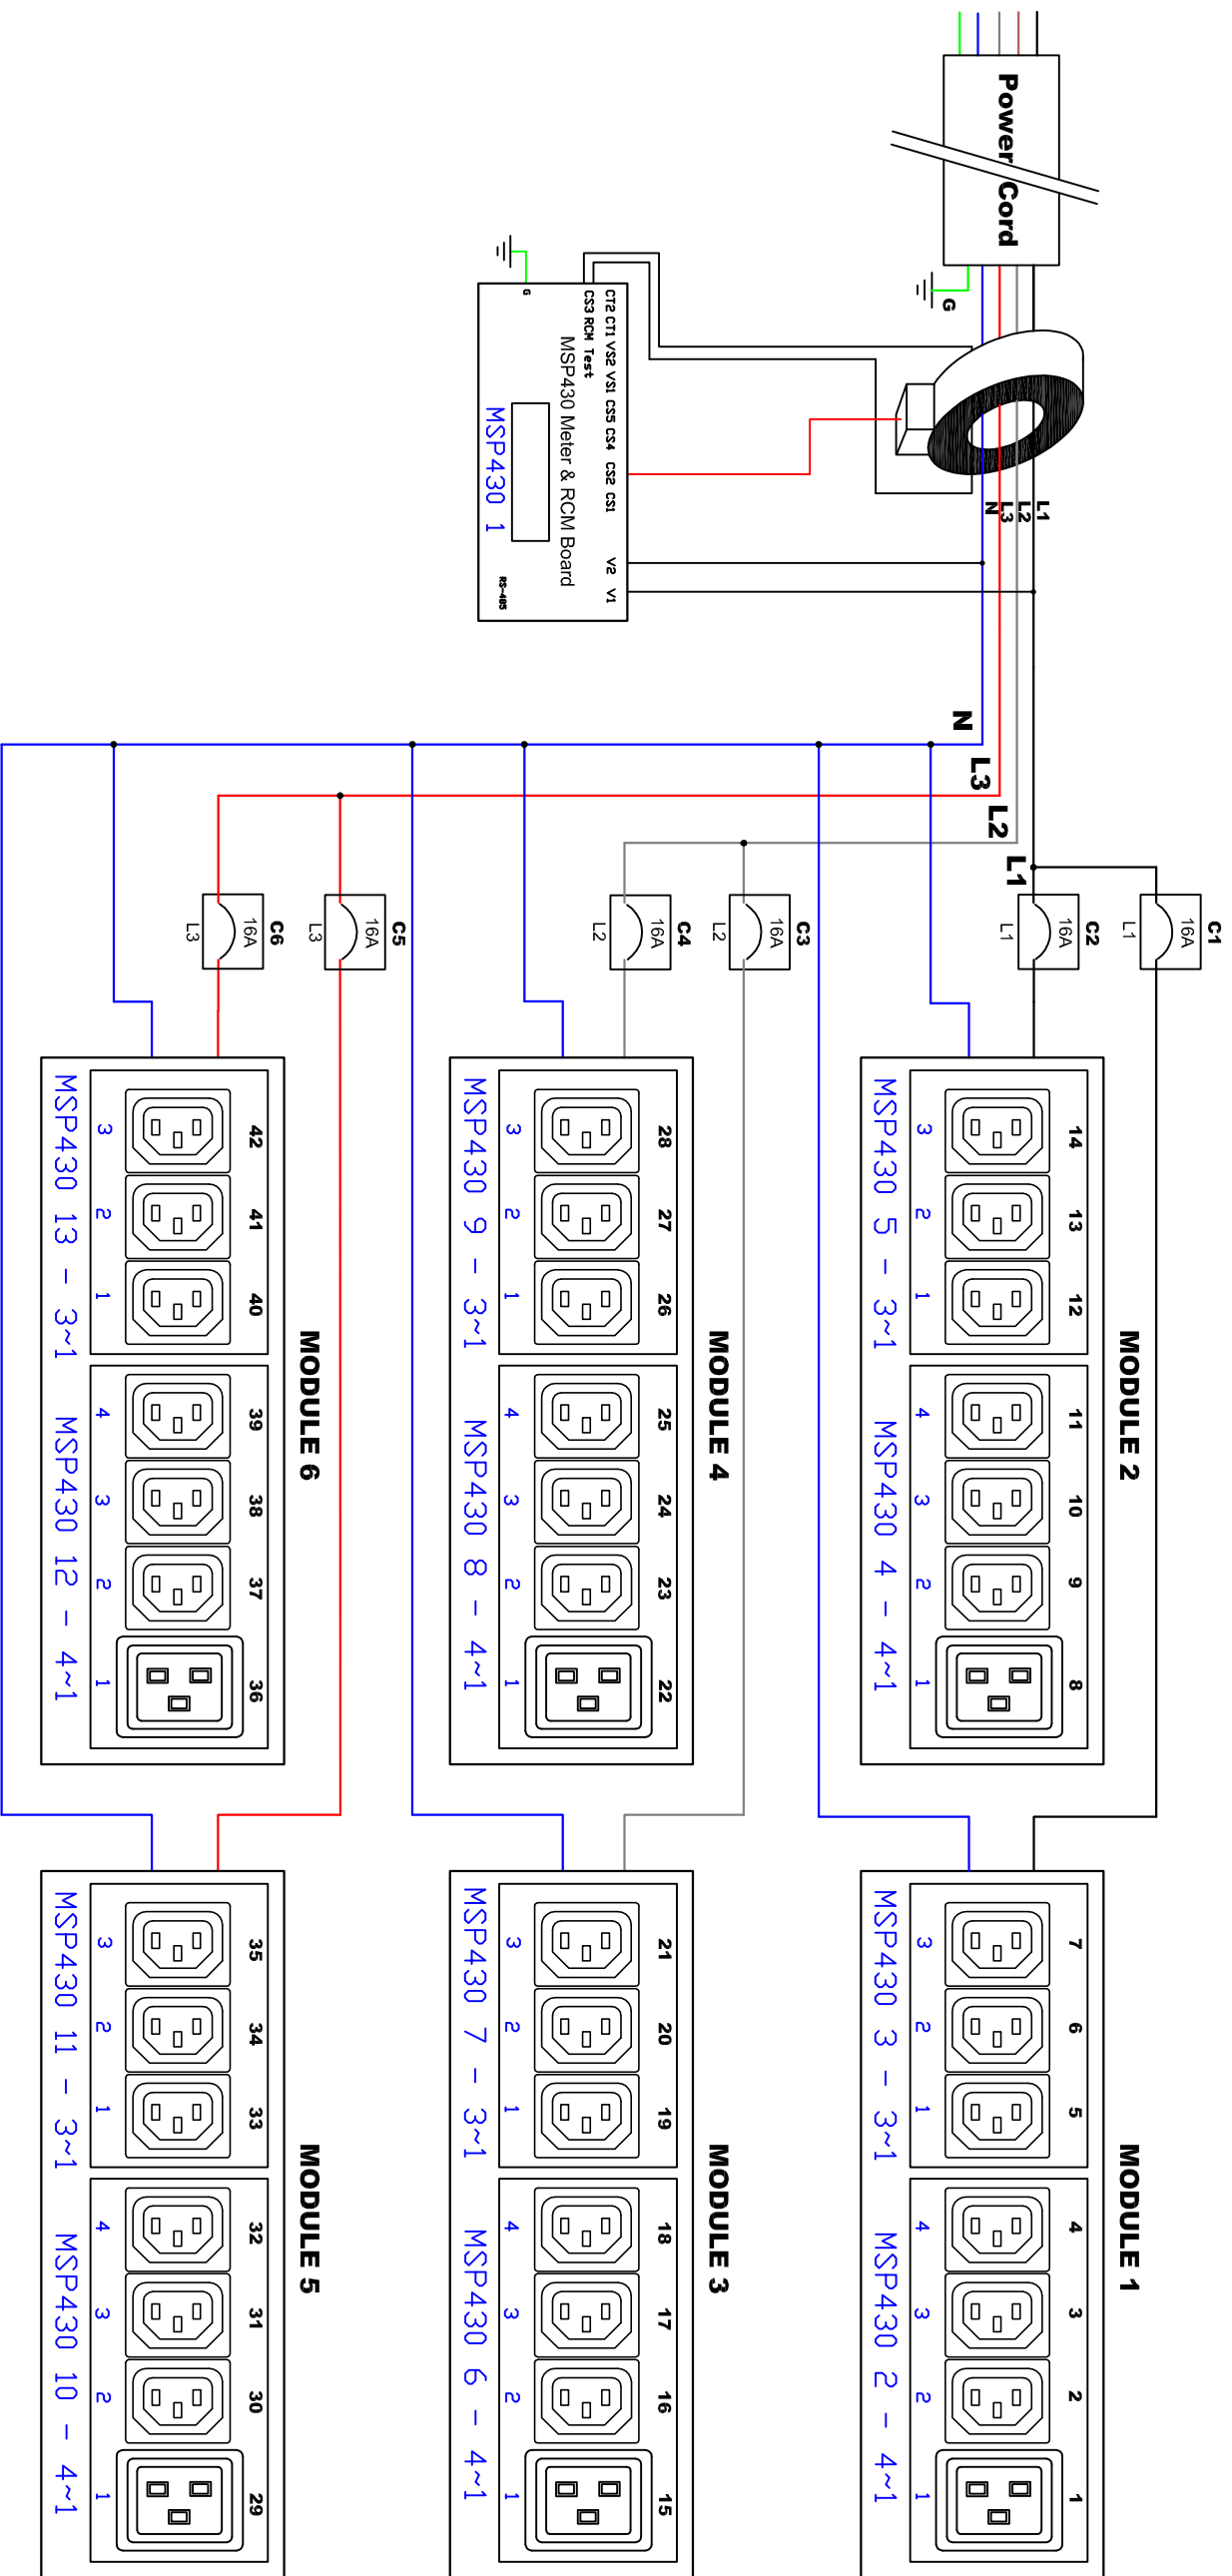 Power Cord
G
L1
L2
L3
N
CT2 CT1 VS2 VS1 CS5 CS4 CS2 CS1 V2 V1
CS3 RCM Test
G
MSP430 Meter & RCM Board
MSP430 1
RS-485
N
L3
L2
L1
C1
16A
L1
C2
16A
L1
C3
16A
L2
C4
16A
L2
C5
16A
L3
C6
16A
L3
MODULE 2
14 13 12 11 10 9 8
3 2 1 4 3 2 1
MSP430 5 - 3~1 MSP430 4 - 4~1
MODULE 1
7 6 5 4 3 2 1
3 2 1 4 3 2 1
MSP430 3 - 3~1 MSP430 2 - 4~1
MODULE 4
28 27 26 25 24 23 22
3 2 1 4 3 2 1
MSP430 9 - 3~1 MSP430 8 - 4~1
MODULE 3
21 20 19 18 17 16 15
3 2 1 4 3 2 1
MSP430 7 - 3~1 MSP430 6 - 4~1
MODULE 6
42 41 40 39 38 37 36
3 2 1 4 3 2 1
MSP430 13 - 3~1 MSP430 12 - 4~1
MODULE 5
35 34 33 32 31 30 29
3 2 1 4 3 2 1
MSP430 11 - 3~1 MSP430 10 - 4~1